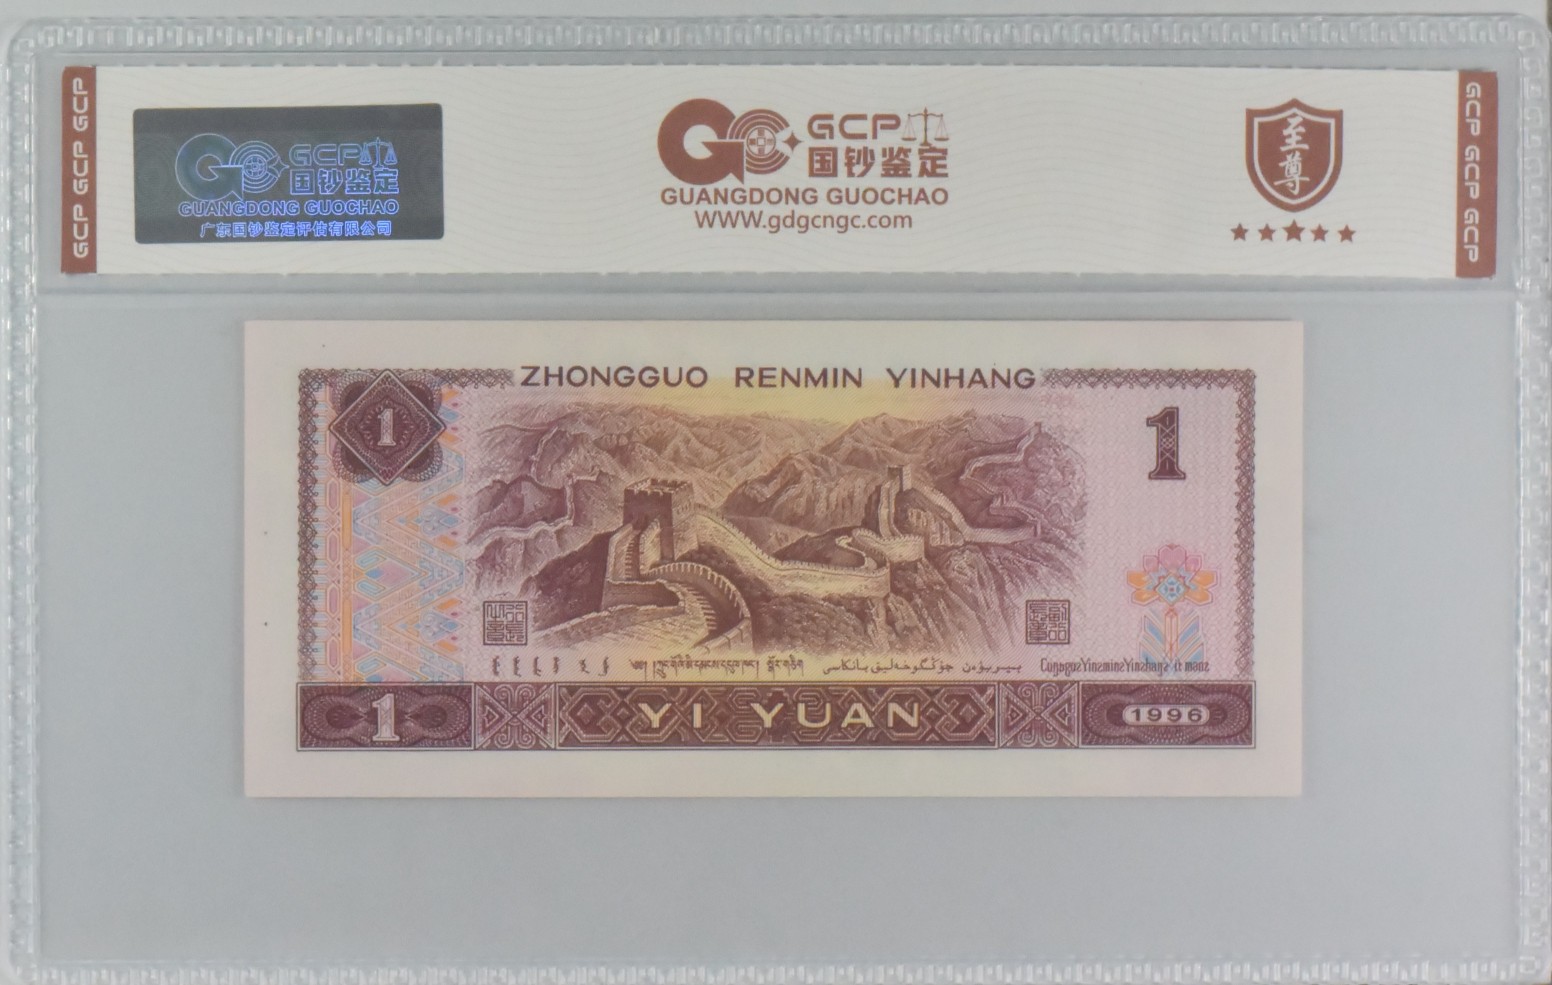 GCP GCP GCP
GCP
国钞鉴定
GUANGDONG GUOCHAO
广东国钞鉴定评估有限公司
GCP
国钞鉴定
GUANGDONG GUOCHAO
WWW.gdgcngc.com
至尊
GCP GCP GCP
ZHONGGUO RENMIN YINHANG
1
1
YI YUAN
1
1996